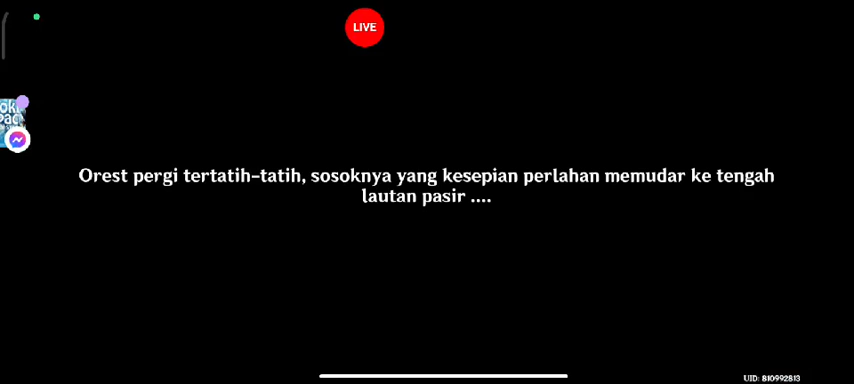 LIVE
Orest pergi tertatih-tatih, sosoknya yang kesepian perlahan memudar ke tengah
lautan pasir ....
UID: 810992813